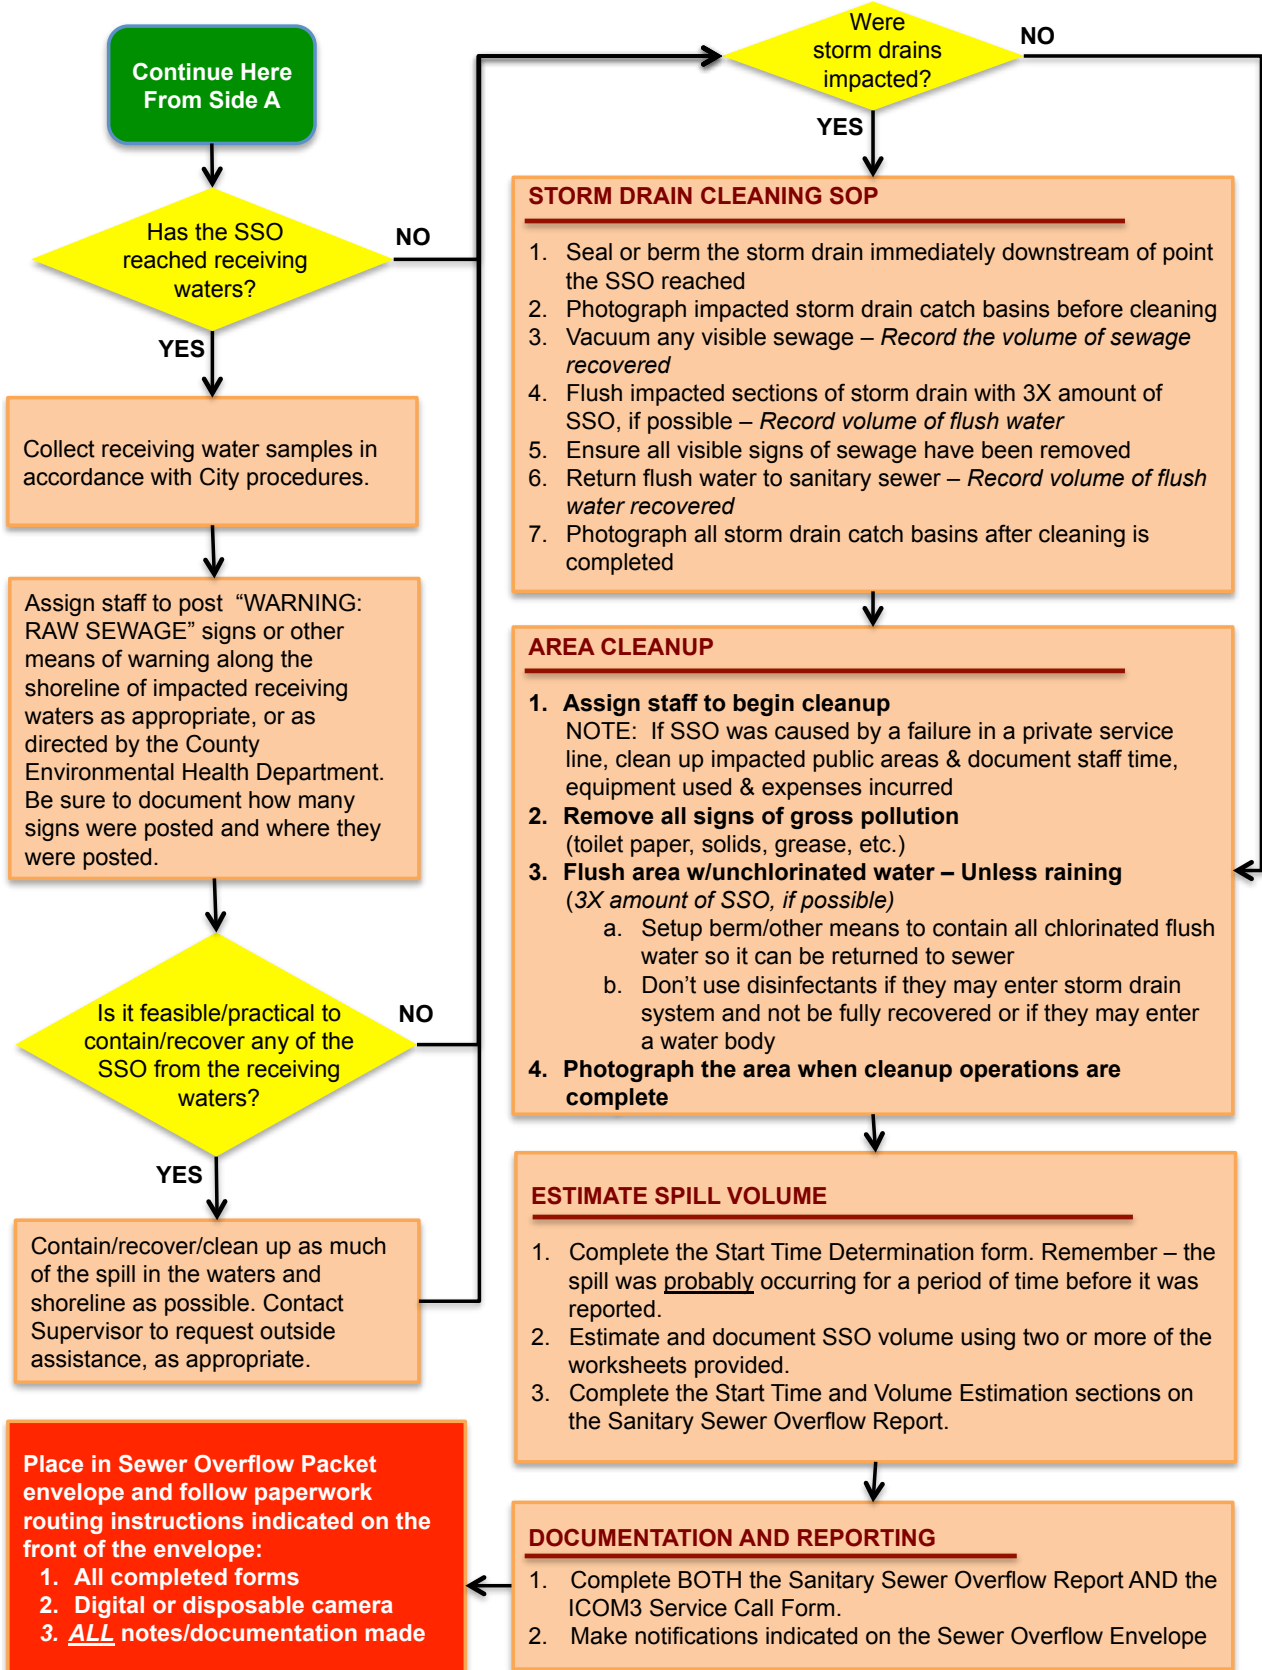 Continue Here
From Side A
Has the SSO
reached receiving
waters?
NO
YES
Collect receiving water samples in
accordance with City procedures.
Assign staff to post “WARNING:
RAW SEWAGE” signs or other
means of warning along the
shoreline of impacted receiving
waters as appropriate, or as
directed by the County
Environmental Health Department.
Be sure to document how many
signs were posted and where they
were posted.
Is it feasible/practical to
contain/recover any of the
SSO from the receiving
waters?
NO
YES
Contain/recover/clean up as much
of the spill in the waters and
shoreline as possible. Contact
Supervisor to request outside
assistance, as appropriate.
Were
storm drains
impacted?
NO
YES
STORM DRAIN CLEANING SOP
1. Seal or berm the storm drain immediately downstream of point
the SSO reached
2. Photograph impacted storm drain catch basins before cleaning
3. Vacuum any visible sewage – Record the volume of sewage
recovered
4. Flush impacted sections of storm drain with 3X amount of
SSO, if possible – Record volume of flush water
5. Ensure all visible signs of sewage have been removed
6. Return flush water to sanitary sewer – Record volume of flush
water recovered
7. Photograph all storm drain catch basins after cleaning is
completed
AREA CLEANUP
1. Assign staff to begin cleanup
NOTE: If SSO was caused by a failure in a private service
line, clean up impacted public areas & document staff time,
equipment used & expenses incurred
2. Remove all signs of gross pollution
(toilet paper, solids, grease, etc.)
3. Flush area w/unchlorinated water – Unless raining
(3X amount of SSO, if possible)
a. Setup berm/other means to contain all chlorinated flush
water so it can be returned to sewer
b. Don’t use disinfectants if they may enter storm drain
system and not be fully recovered or if they may enter
a water body
4. Photograph the area when cleanup operations are
complete
ESTIMATE SPILL VOLUME
1. Complete the Start Time Determination form. Remember – the
spill was probably occurring for a period of time before it was
reported.
2. Estimate and document SSO volume using two or more of the
worksheets provided.
3. Complete the Start Time and Volume Estimation sections on
the Sanitary Sewer Overflow Report.
DOCUMENTATION AND REPORTING
1. Complete BOTH the Sanitary Sewer Overflow Report AND the
ICOM3 Service Call Form.
2. Make notifications indicated on the Sewer Overflow Envelope
Place in Sewer Overflow Packet
envelope and follow paperwork
routing instructions indicated on the
front of the envelope:
1. All completed forms
2. Digital or disposable camera
3. ALL notes/documentation made